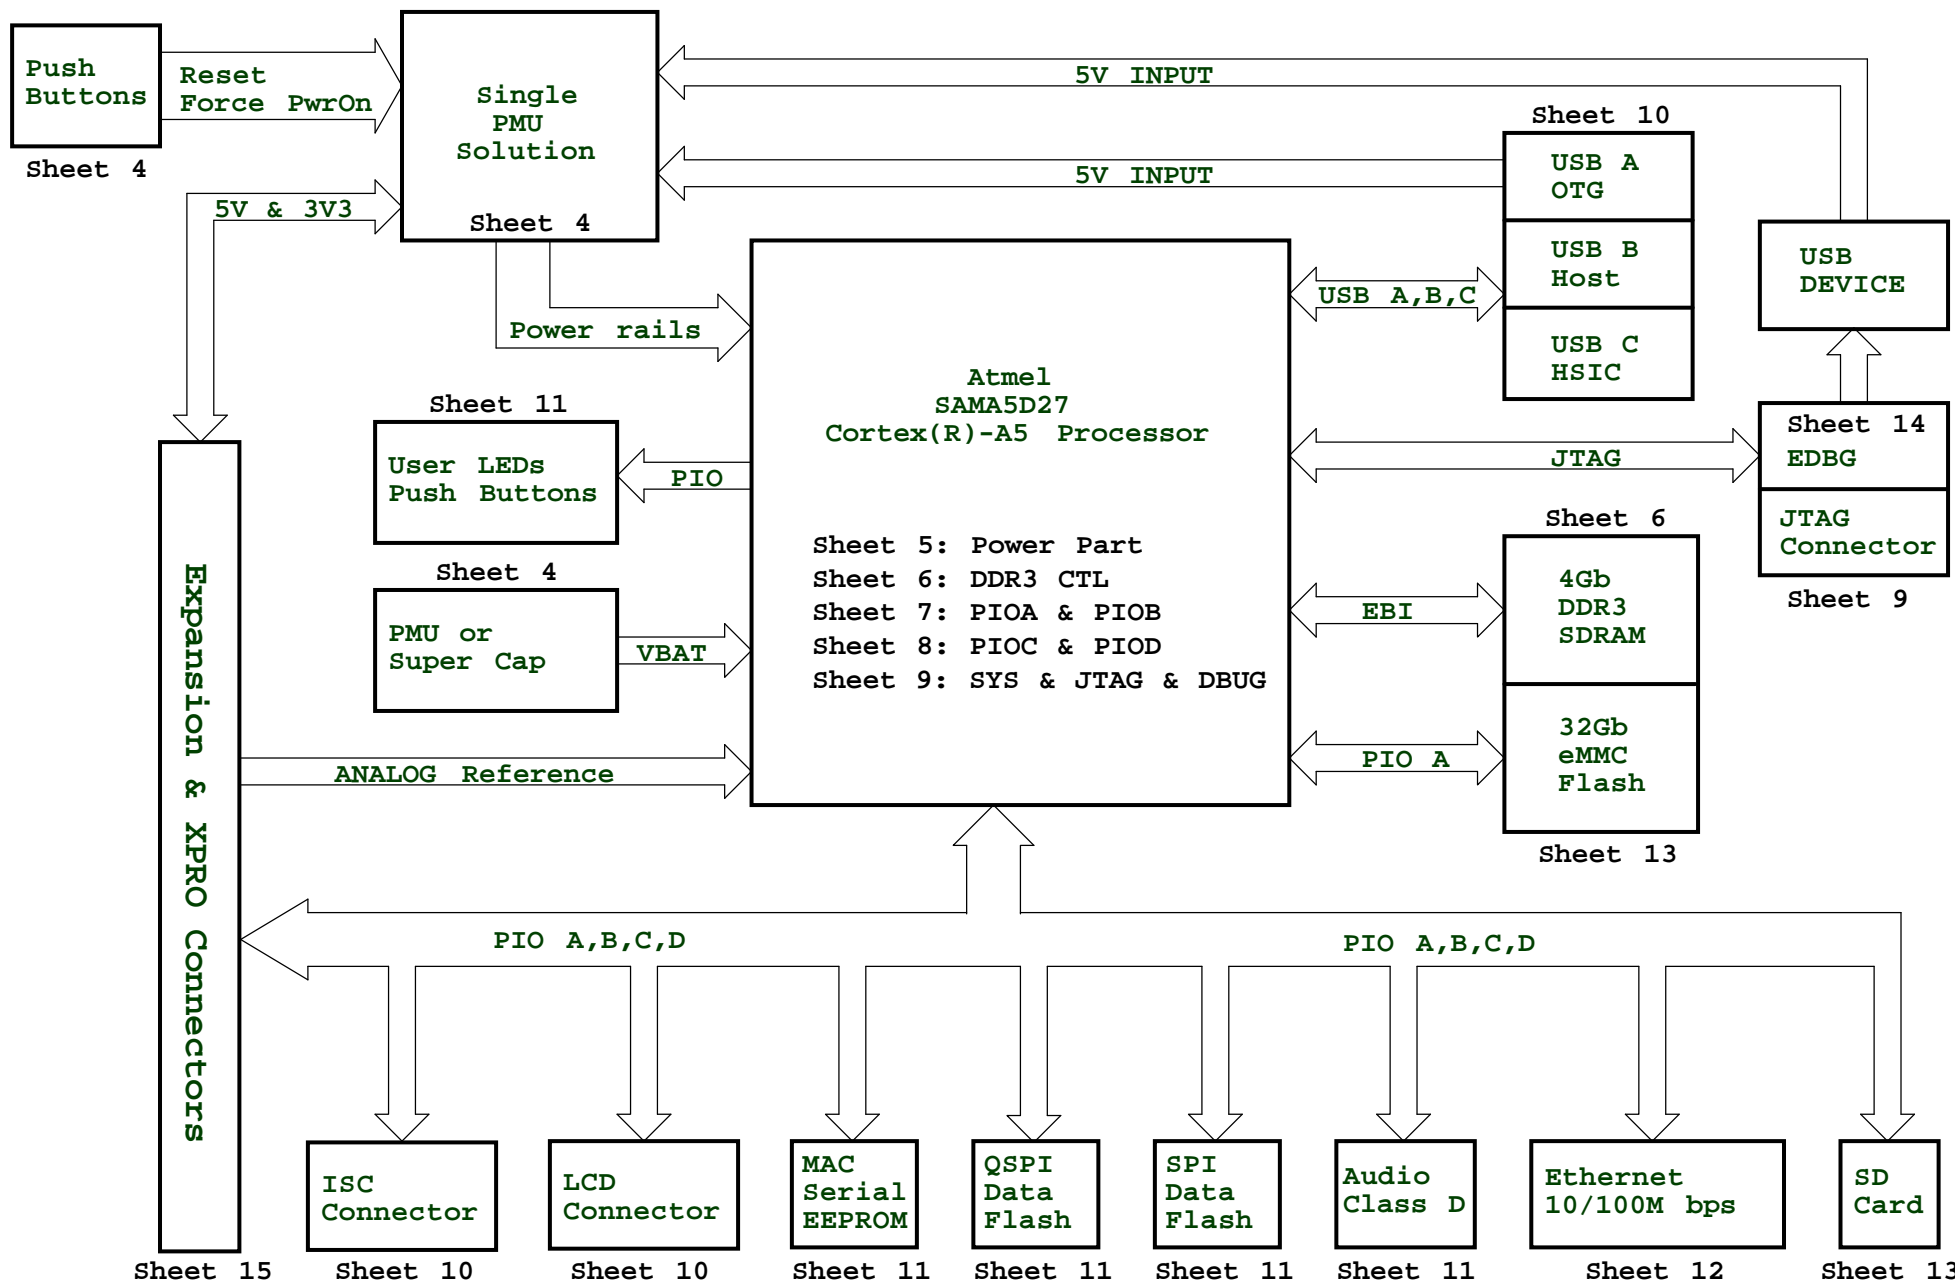 Push
Buttons
Sheet 4
Reset
Force PwrOn
Single
PMU
Solution
Sheet 4
5V INPUT
5V INPUT
5V & 3V3
Power rails
Sheet 10
USB A
OTG
USB B
Host
USB C
HSIC
USB A,B,C
USB
DEVICE
Atmel
SAMA5D27
Cortex(R)-A5 Processor
Sheet 5: Power Part
Sheet 6: DDR3 CTL
Sheet 7: PIOA & PIOB
Sheet 8: PIOC & PIOD
Sheet 9: SYS & JTAG & DBUG
Sheet 11
User LEDs
Push Buttons
PIO
Sheet 4
PMU or
Super Cap
VBAT
ANALOG Reference
JTAG
Sheet 14
EDBG
JTAG
Connector
Sheet 9
Sheet 6
4Gb
DDR3
SDRAM
EBI
32Gb
eMMC
Flash
PIO A
Sheet 13
Expansion & XPRO Connectors
Sheet 15
PIO A,B,C,D
PIO A,B,C,D
ISC
Connector
Sheet 10
LCD
Connector
Sheet 10
MAC
Serial
EEPROM
Sheet 11
QSPI
Data
Flash
Sheet 11
SPI
Data
Flash
Sheet 11
Audio
Class D
Sheet 11
Ethernet
10/100M bps
Sheet 12
SD
Card
Sheet 13